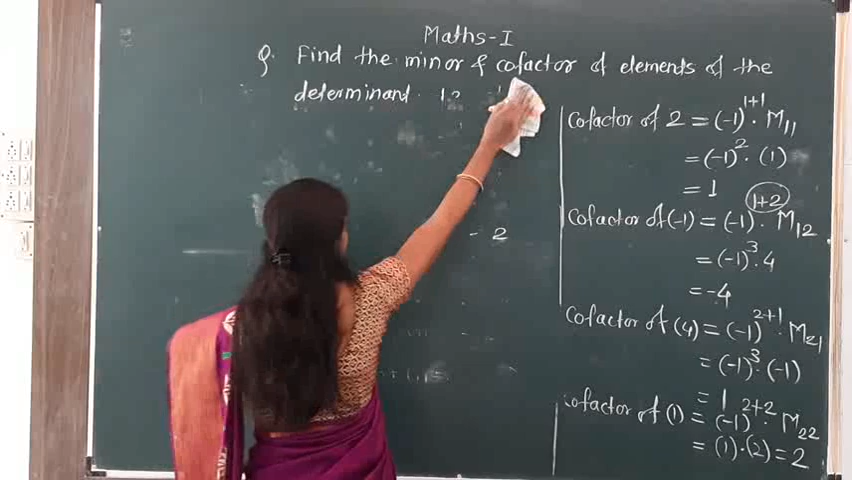 Maths-I
Q. Find the minor & cofactor of elements of the
determinant. 12
- 2
Cofactor of 2 = (-1)^1+1 · M11
= (-1)^2 · (1)
= 1
Cofactor of (-1) = (-1)^1+2 · M12
= (-1)^3 · 4
= -4
Cofactor of (4) = (-1)^2+1 · M21
= (-1)^3 · (-1)
= 1
cofactor of (1) = (-1)^2+2 · M22
= (1)·(2) = 2